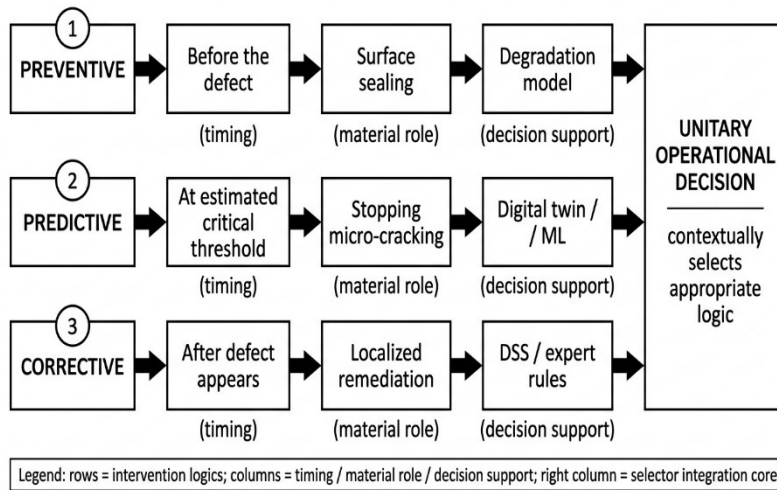 1
PREVENTIVE
Before the
defect
(timing)
Surface
sealing
(material role)
Degradation
model
(decision support)
2
PREDICTIVE
At estimated
critical
threshold
(timing)
Stopping
micro-cracking
(material role)
Digital twin /
/ ML
(decision support)
3
CORRECTIVE
After defect
appears
(timing)
Localized
remediation
(material role)
DSS / expert
rules
(decision support)
UNITARY
OPERATIONAL
DECISION
contextually
selects
appropriate
logic
Legend: rows = intervention logics; columns = timing / material role / decision support; right column = selector integration core